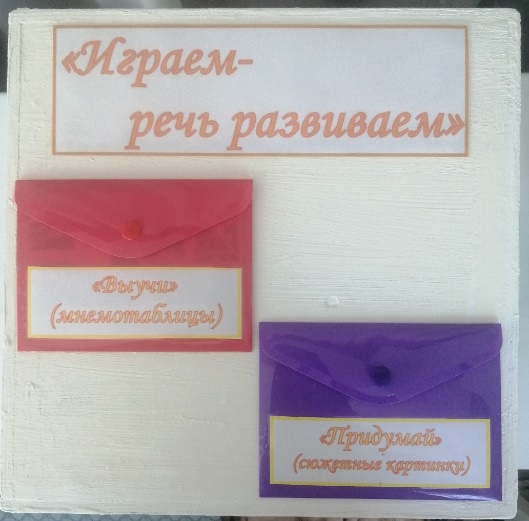 «Играем-
речь развиваем»
«Выучи»
(мнемотаблицы)
«Придумай»
(сюжетные картинки)